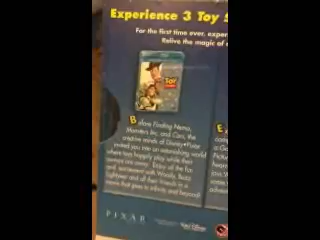 Experience 3 Toy S
For the first time ever, exper
Relive the magic of
TOY
Before Finding Nemo,
Monsters Inc. and Cars, the
creative minds of Disney•Pixar
invited you into an astonishing world
where toys happily play while their
owners are away. Enjoy all the fun
and excitement with Woody, Buzz
Lightyear and all their friends in a
movie that goes to infinity and beyond!
PIXAR
WALT DISNEY